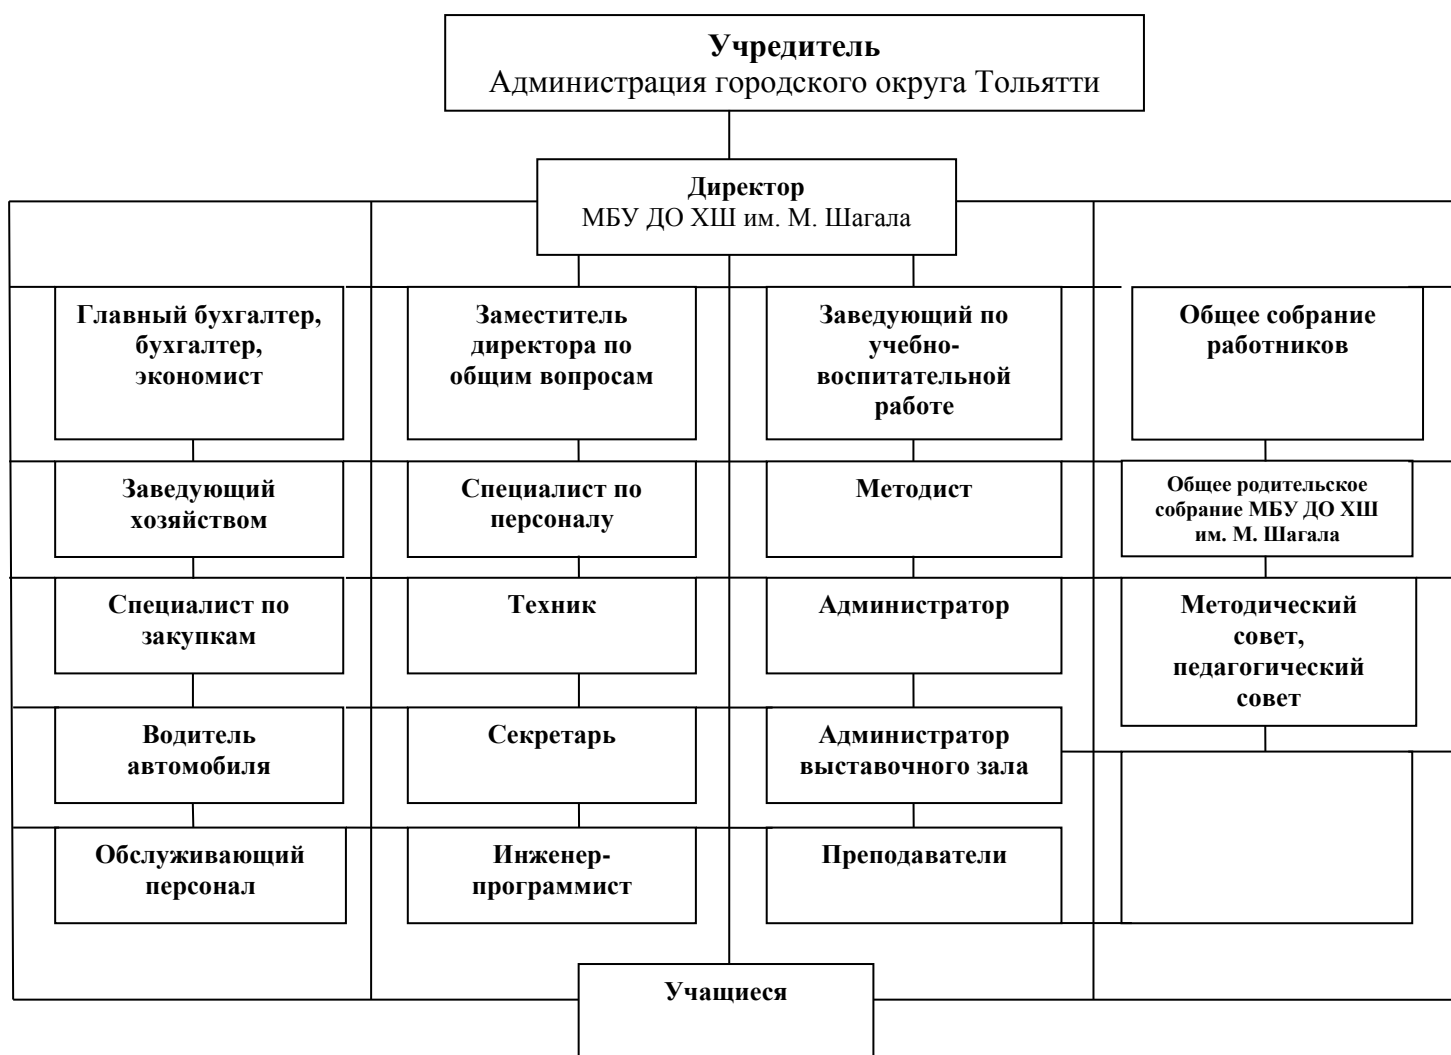 Учредитель
Администрация городского округа Тольятти
Директор
МБУ ДО ХШ им. М. Шагала
Главный бухгалтер,
бухгалтер,
экономист
Заместитель
директора по
общим вопросам
Заведующий по
учебно-
воспитательной
работе
Общее собрание
работников
Заведующий
хозяйством
Специалист по
персоналу
Методист
Общее родительское
собрание МБУ ДО ХШ
им. М. Шагала
Специалист по
закупкам
Техник
Администратор
Методический
совет,
педагогический
совет
Водитель
автомобиля
Секретарь
Администратор
выставочного зала
Обслуживающий
персонал
Инженер-
программист
Преподаватели
Учащиеся